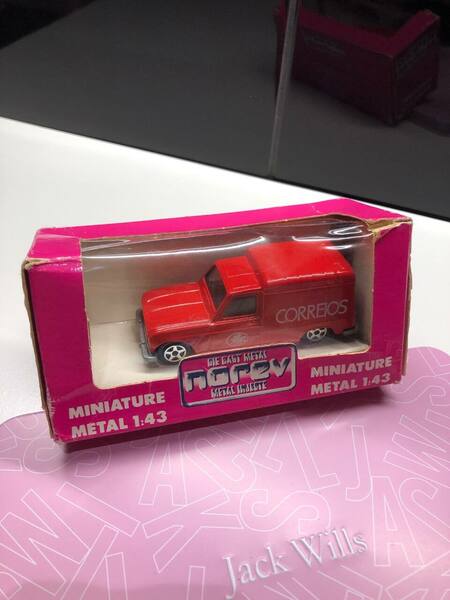 CORREIOS
DIE CAST METAL
norev
METAL INJECTE
MINIATURE
METAL 1:43
MINIATURE
METAL 1:43
Jack Wills